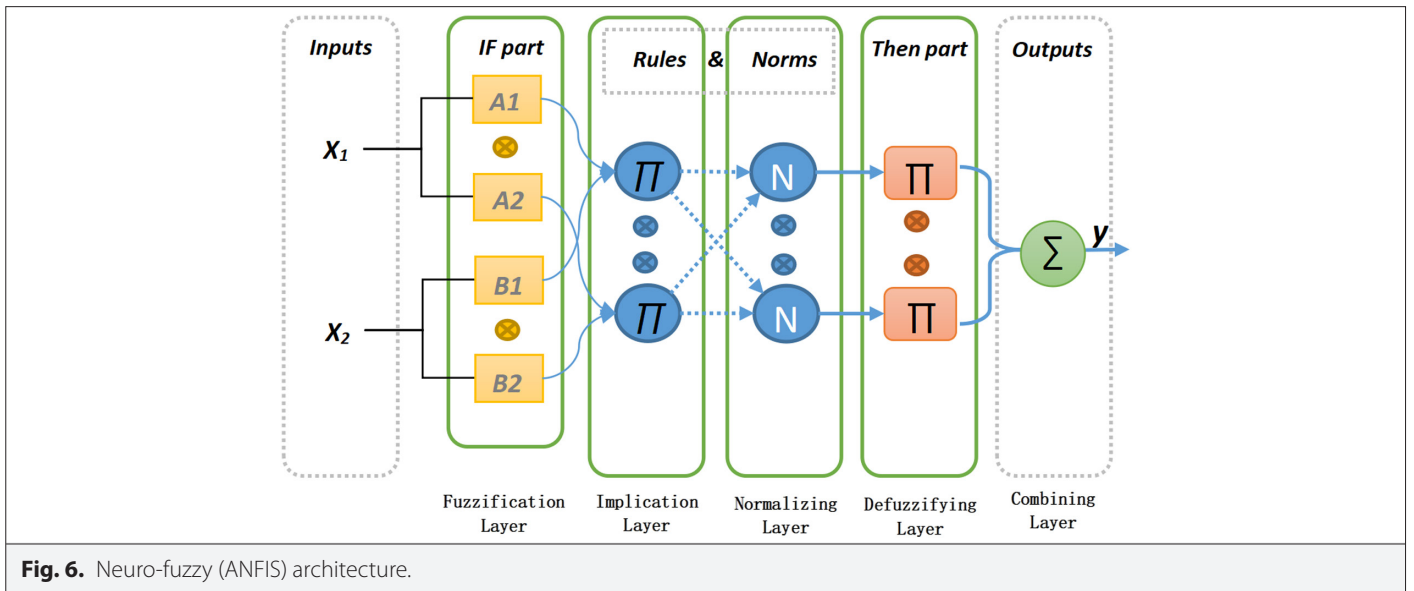 Inputs
IF part
Rules & Norms
Then part
Outputs
A1
X1
A2
B1
X2
B2
∏
∏
N
N
∏
∏
Σ
y
Fuzzification
Layer
Implication
Layer
Normalizing
Layer
Defuzzifying
Layer
Combining
Layer
Fig. 6. Neuro-fuzzy (ANFIS) architecture.